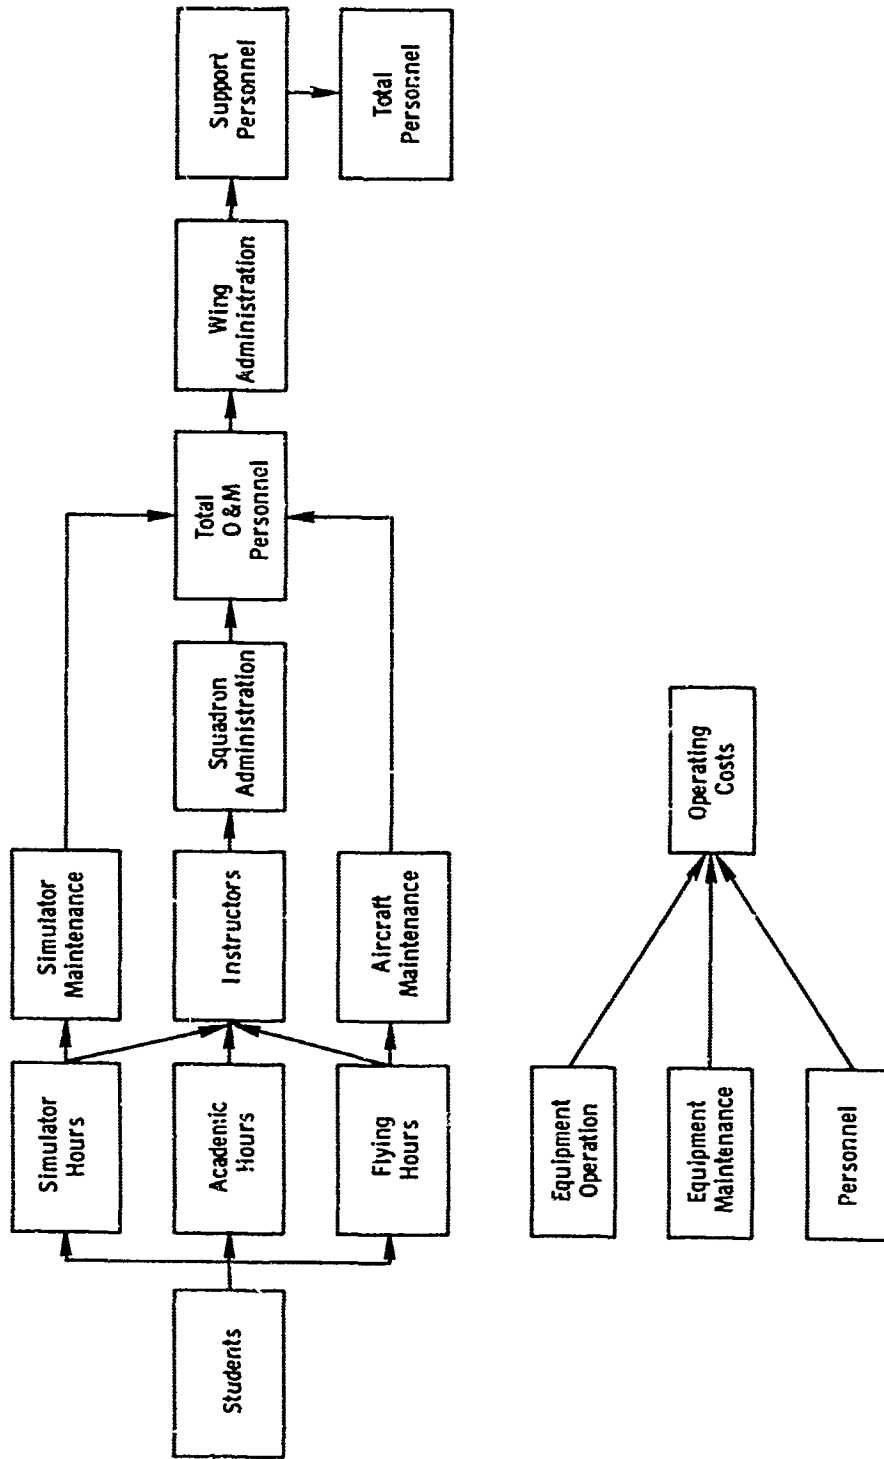 Students
Simulator
Hours
Academic
Hours
Flying
Hours
Simulator
Maintenance
Instructors
Aircraft
Maintenance
Squadron
Administration
Total
O & M
Personnel
Wing
Administration
Support
Personnel
Total
Personnel
Equipment
Operation
Equipment
Maintenance
Personnel
Operating
Costs